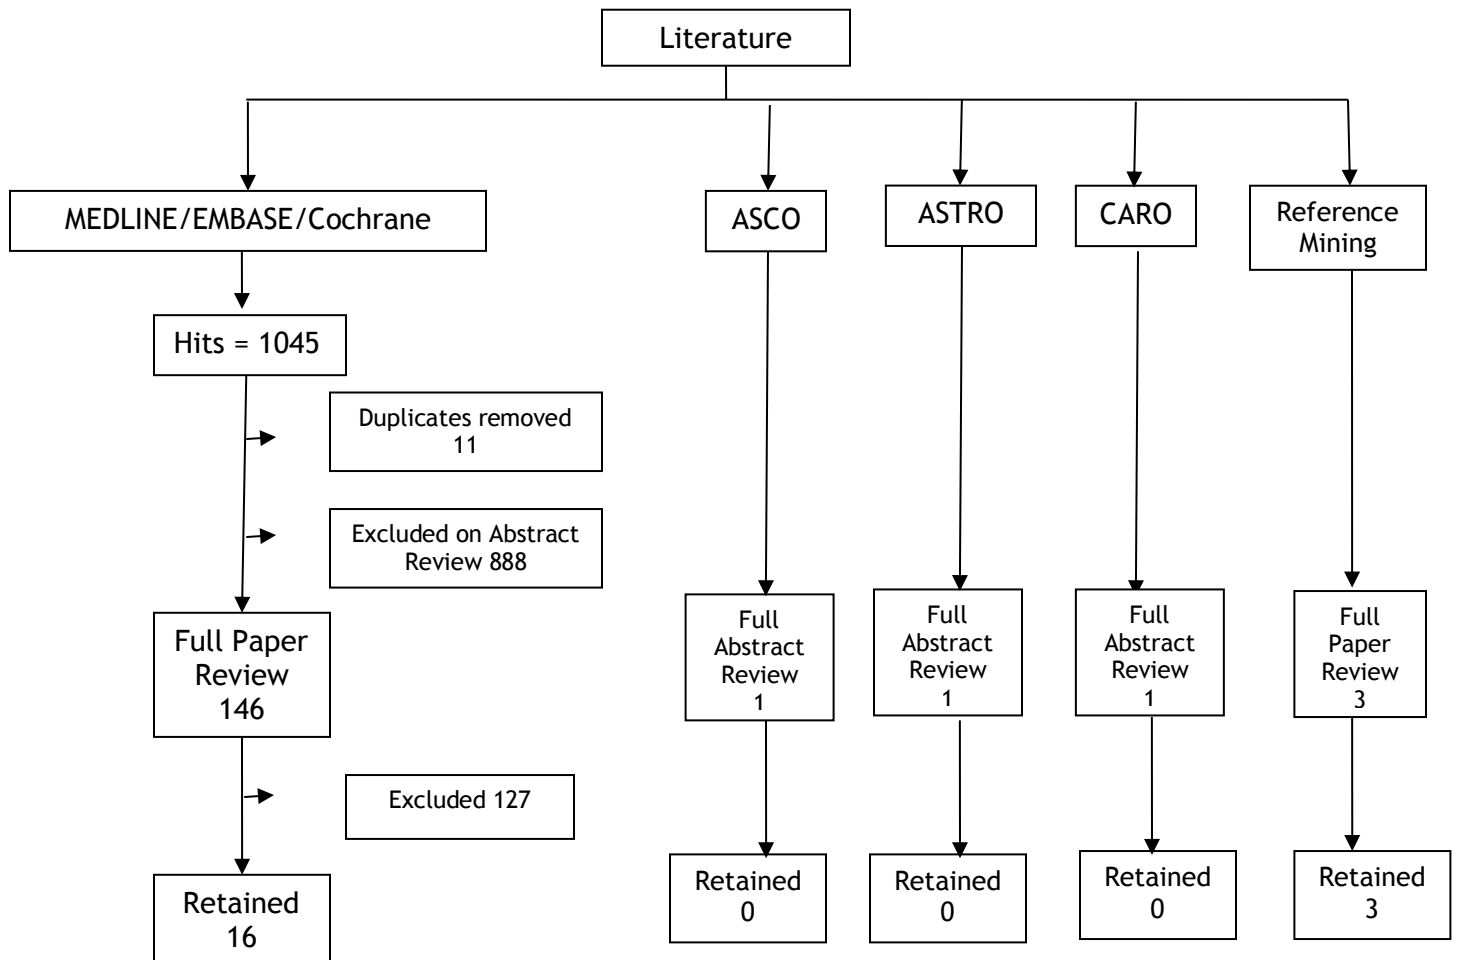 Literature
MEDLINE/EMBASE/Cochrane
ASCO
ASTRO
CARO
Reference
Mining
Hits = 1045
Duplicates removed
11
Excluded on Abstract
Review 888
Full Paper
Review
146
Full
Abstract
Review
1
Full
Abstract
Review
1
Full
Abstract
Review
1
Full
Paper
Review
3
Excluded 127
Retained
16
Retained
0
Retained
0
Retained
0
Retained
3